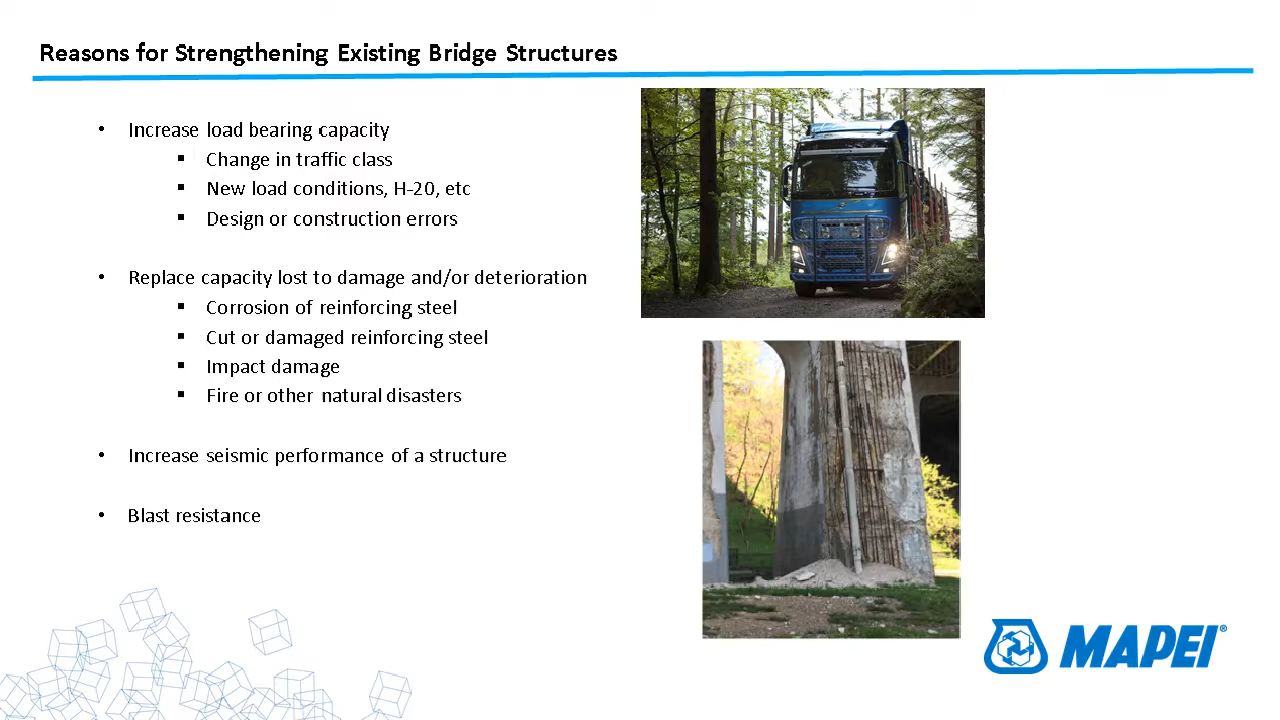 Reasons for Strengthening Existing Bridge Structures
• Increase load bearing capacity
▪ Change in traffic class
▪ New load conditions, H-20, etc
▪ Design or construction errors
• Replace capacity lost to damage and/or deterioration
▪ Corrosion of reinforcing steel
▪ Cut or damaged reinforcing steel
▪ Impact damage
▪ Fire or other natural disasters
• Increase seismic performance of a structure
• Blast resistance
MAPEI®